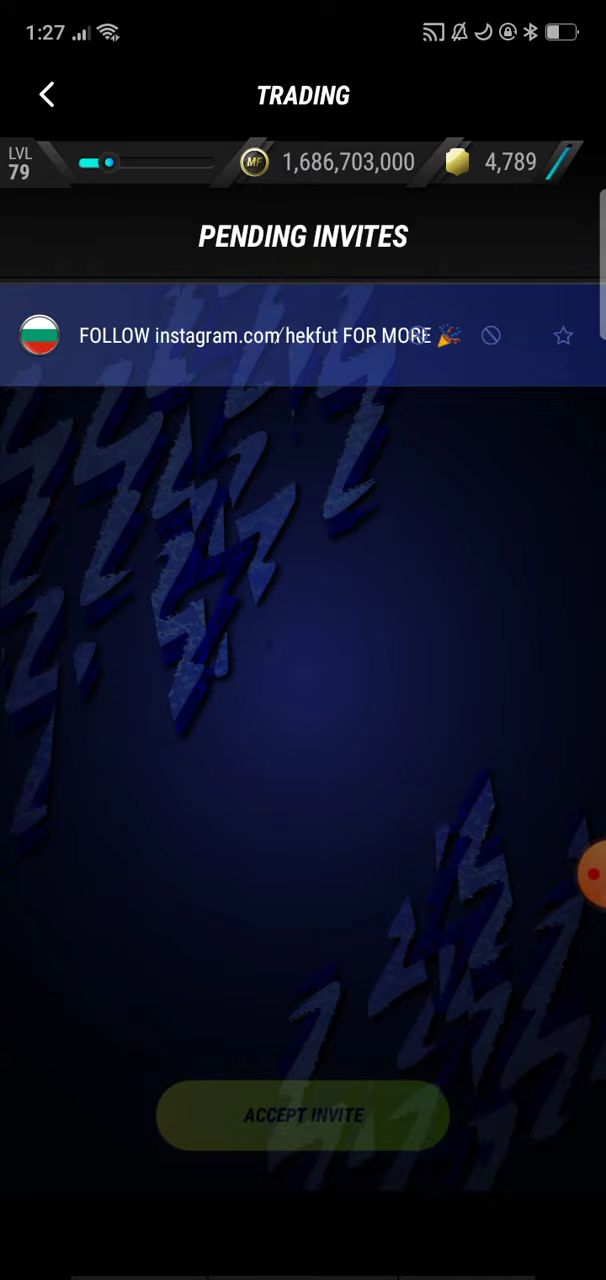 1:27
TRADING
LVL
79
MF
1,686,703,000
4,789
PENDING INVITES
FOLLOW instagram.com/hekfut FOR MORE 🎉
ACCEPT INVITE